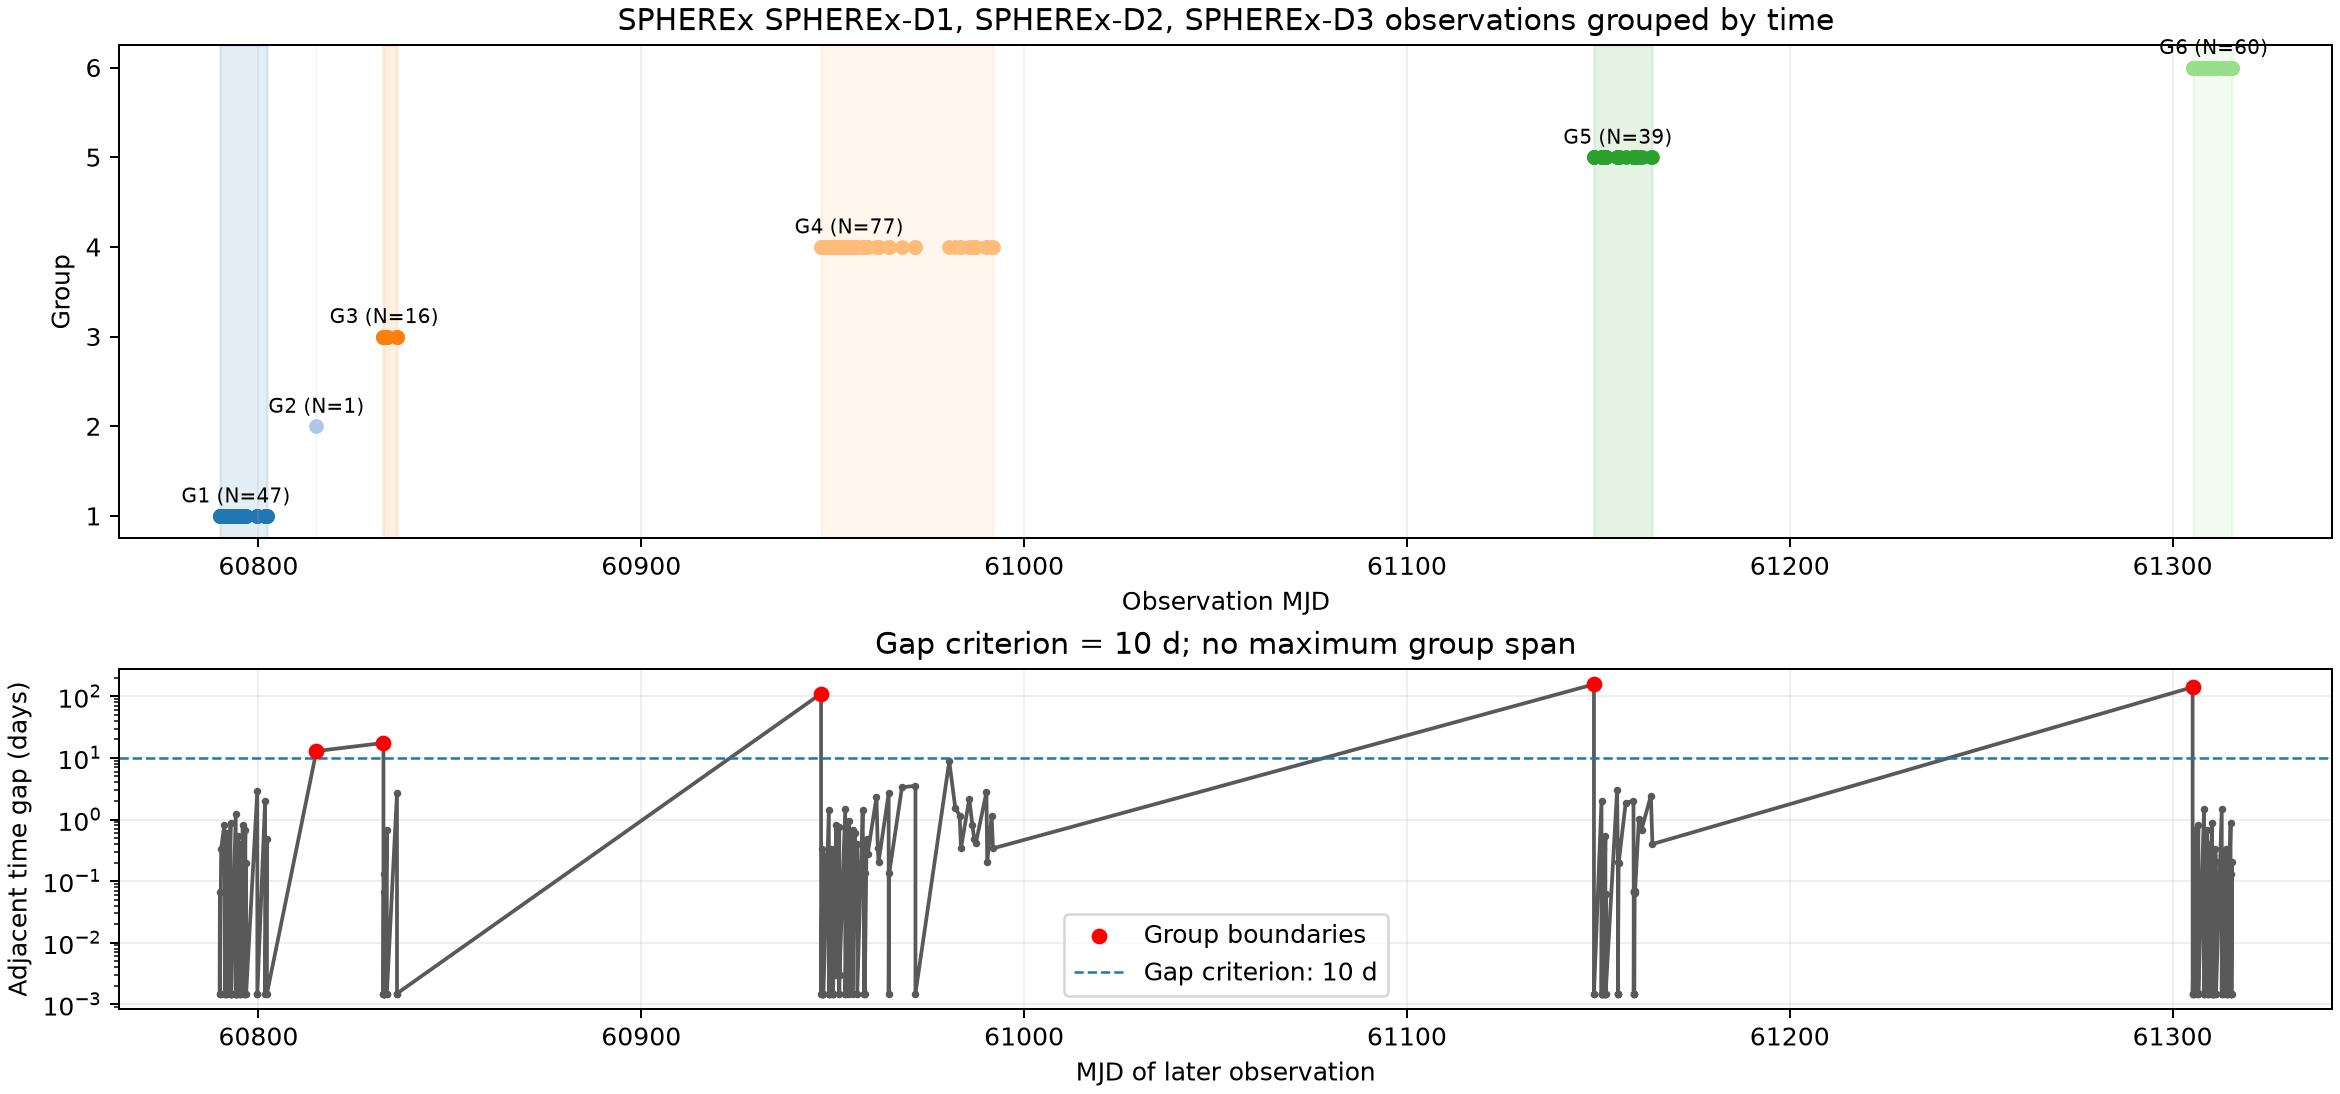 SPHEREx SPHEREx-D1, SPHEREx-D2, SPHEREx-D3 observations grouped by time
Group
6
5
4
3
2
1
G6 (N=60)
G5 (N=39)
G4 (N=77)
G3 (N=16)
G2 (N=1)
G1 (N=47)
60800 60900 61000 61100 61200 61300
Observation MJD
Gap criterion = 10 d; no maximum group span
Adjacent time gap (days)
10²
10¹
10⁰
10⁻¹
10⁻²
10⁻³
Group boundaries
Gap criterion: 10 d
60800 60900 61000 61100 61200 61300
MJD of later observation